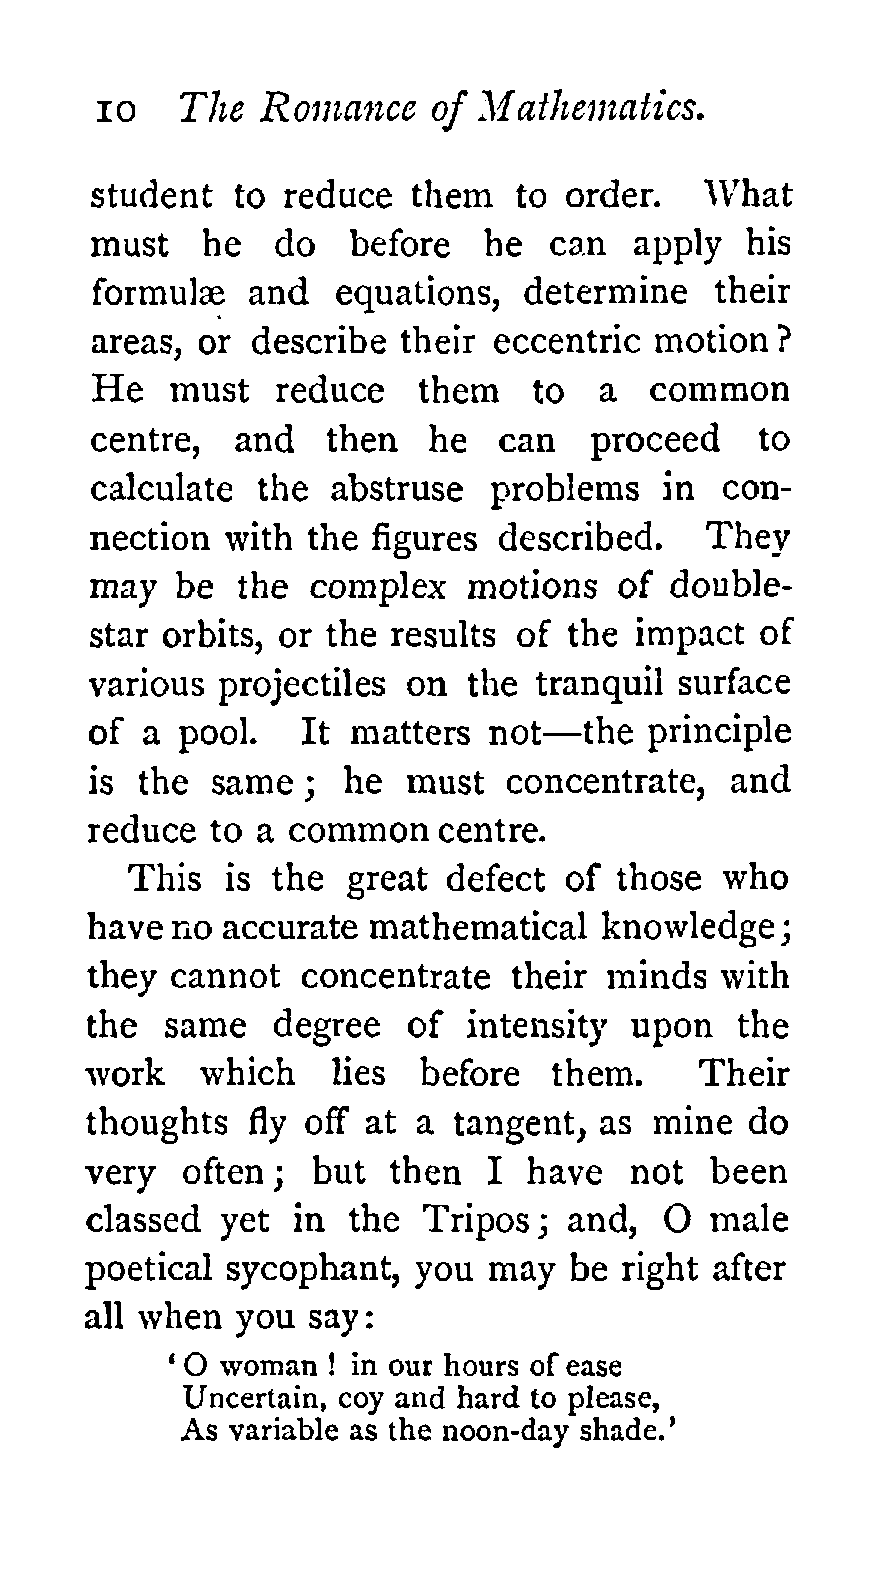 10 The Romance of Mathematics.
student to reduce them to order. What
must he do before he can apply his
formulæ and equations, determine their
areas, or describe their eccentric motion?
He must reduce them to a common
centre, and then he can proceed to
calculate the abstruse problems in con-
nection with the figures described. They
may be the complex motions of double-
star orbits, or the results of the impact of
various projectiles on the tranquil surface
of a pool. It matters not—the principle
is the same; he must concentrate, and
reduce to a common centre.
This is the great defect of those who
have no accurate mathematical knowledge;
they cannot concentrate their minds with
the same degree of intensity upon the
work which lies before them. Their
thoughts fly off at a tangent, as mine do
very often; but then I have not been
classed yet in the Tripos; and, O male
poetical sycophant, you may be right after
all when you say:
‘O woman! in our hours of ease
Uncertain, coy and hard to please,
As variable as the noon-day shade.’